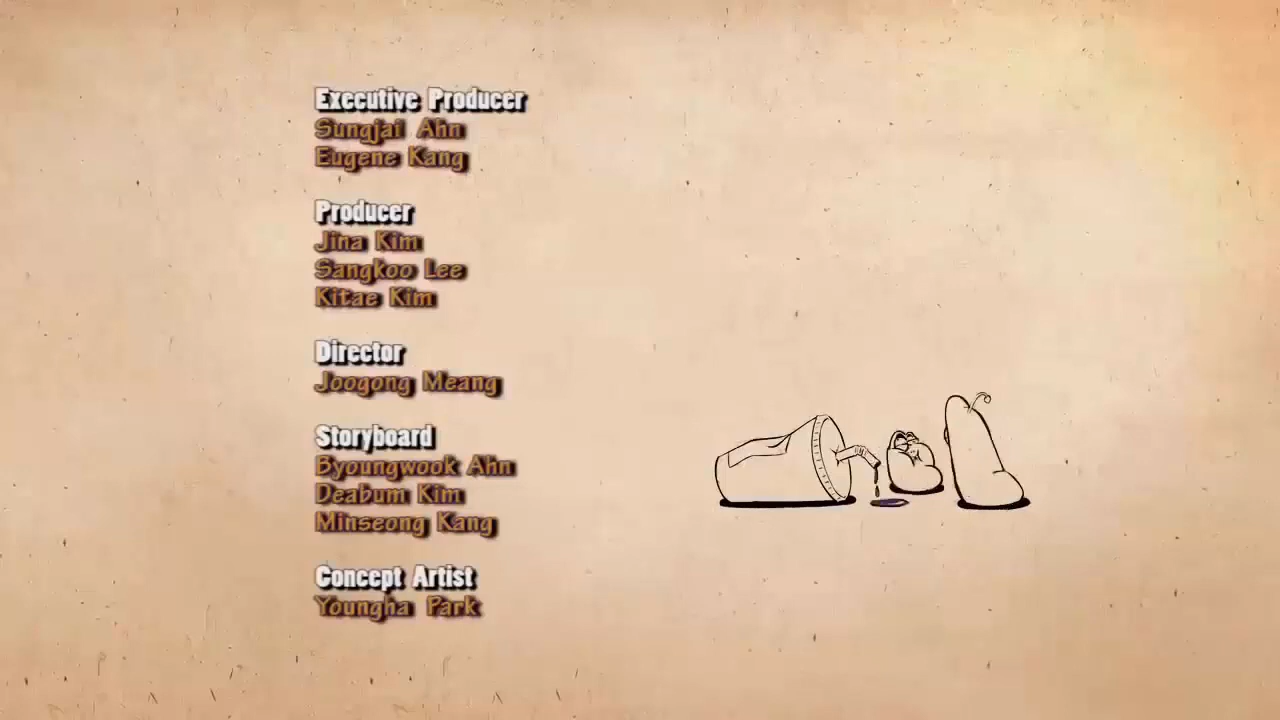 Executive Producer
Sungjai Ahn
Eugene Kang
Producer
Jina Kim
Sangkoo Lee
Kitae Kim
Director
Joogong Meang
Storyboard
Byoungwook Ahn
Deabum Kim
Minseong Kang
Concept Artist
Youngha Park